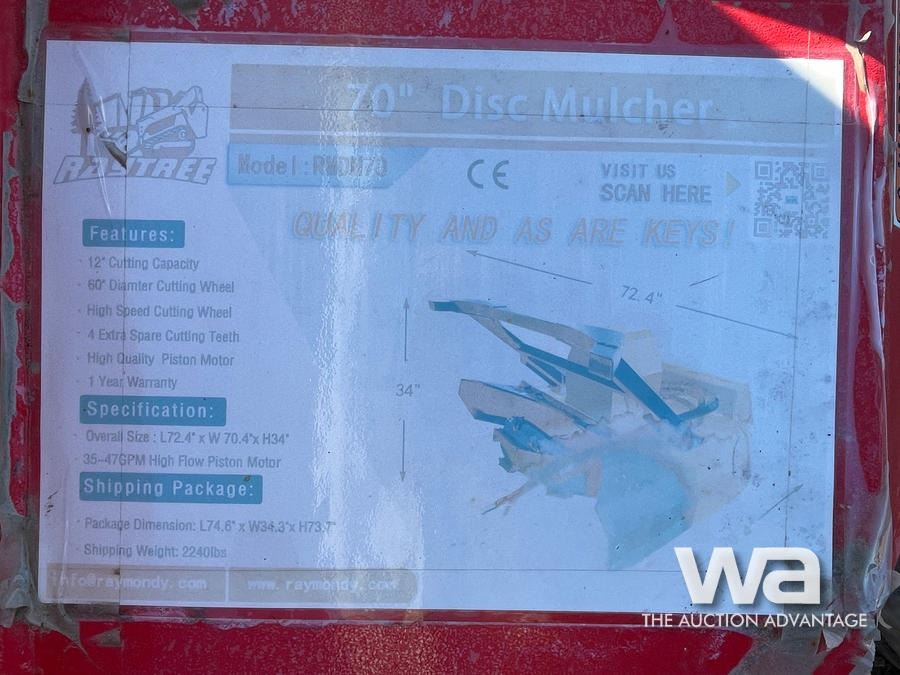 70" Disc Mulcher
RAYTREE
Model:RMDM70
CE
VISIT US
SCAN HERE
QUALITY AND AS ARE KEYS!
Features:
12" Cutting Capacity
60" Diamter Cutting Wheel
High Speed Cutting Wheel
4 Extra Spare Cutting Teeth
High Quality Piston Motor
1 Year Warranty
72.4"
34"
Specification:
Overall Size : L72.4" x W 70.4"x H34"
35-47GPM High Flow Piston Motor
Shipping Package:
Package Dimension: L74.6" x W34.3"x H73.7"
Shipping Weight: 2240lbs
info@raymondy.com
www.raymondy.com
wa
THE AUCTION ADVANTAGE